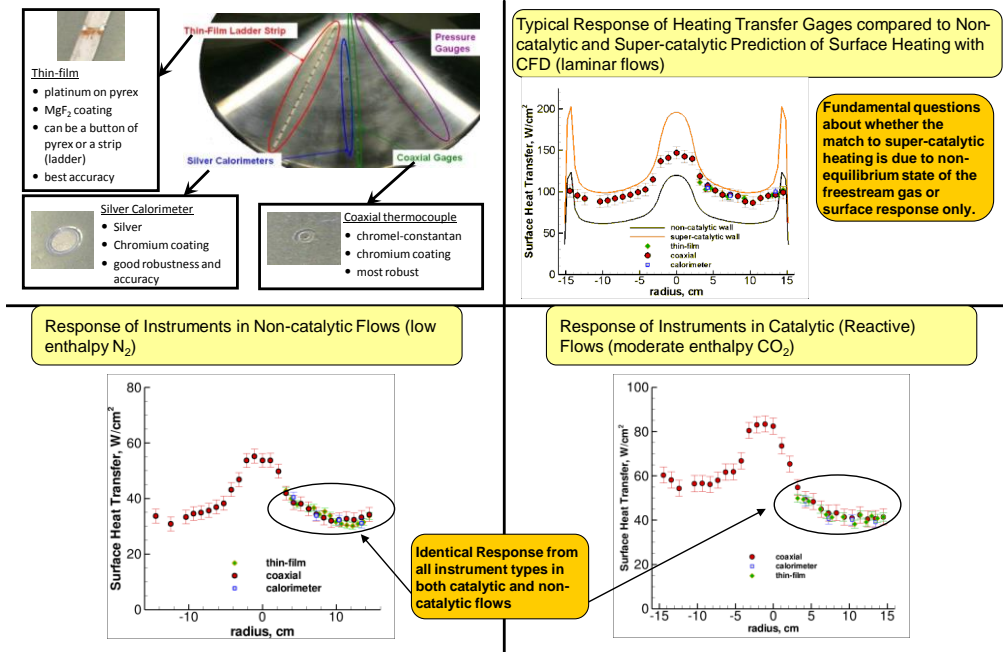 Thin-film
• platinum on pyrex
• MgF2 coating
• can be a button of
pyrex or a strip
(ladder)
• best accuracy
Thin-Film Ladder Strip
Pressure
Gauges
Silver Calorimeters
Coaxial Gages
Silver Calorimeter
• Silver
• Chromium coating
• good robustness and
accuracy
Coaxial thermocouple
• chromel-constantan
• chromium coating
• most robust
Typical Response of Heating Transfer Gages compared to Non-
catalytic and Super-catalytic Prediction of Surface Heating with
CFD (laminar flows)
Surface Heat Transfer, W/cm2
200
150
100
50
0
non-catalytic wall
super-catalytic wall
thin-film
coaxial
calorimeter
-15 -10 -5 0 5 10 15
radius, cm
Fundamental questions
about whether the
match to super-catalytic
heating is due to non-
equilibrium state of the
freestream gas or
surface response only.
Response of Instruments in Non-catalytic Flows (low
enthalpy N2)
Surface Heat Transfer, W/cm2
80
60
40
20
0
thin-film
coaxial
calorimeter
-10 0 10
radius, cm
Identical Response from
all instrument types in
both catalytic and non-
catalytic flows
Response of Instruments in Catalytic (Reactive)
Flows (moderate enthalpy CO2)
Surface Heat Transfer, W/cm2
100
80
60
40
20
0
coaxial
calorimeter
thin-film
-15 -10 -5 0 5 10 15
radius, cm